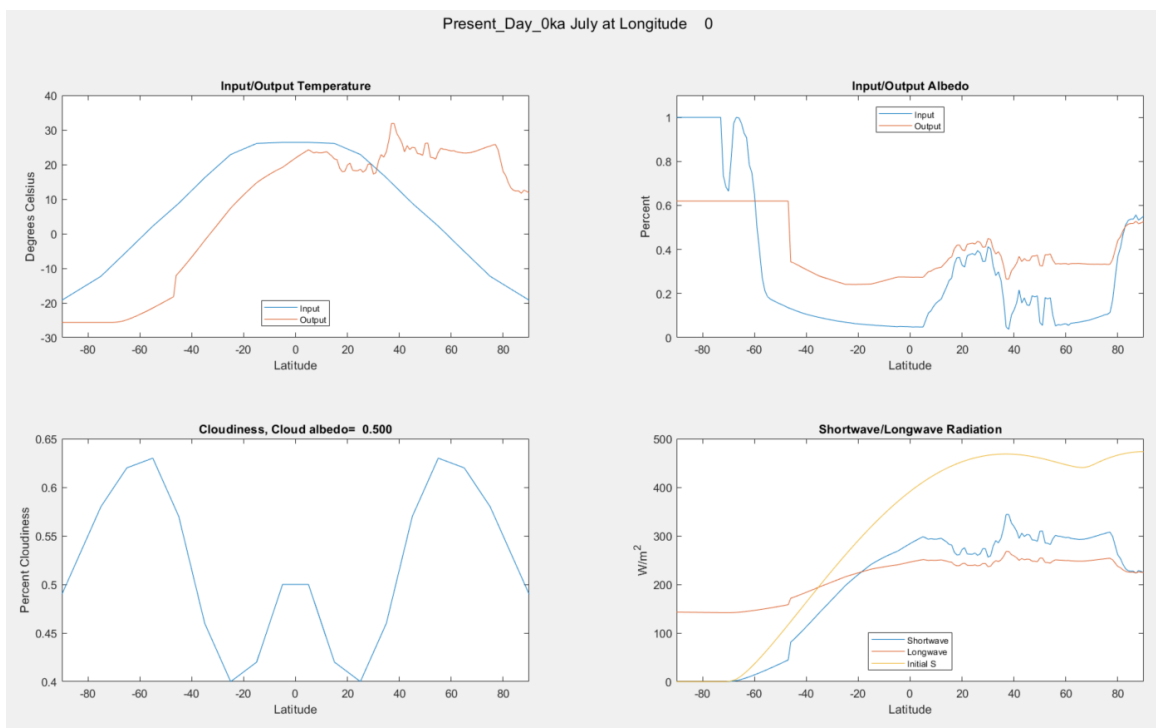 Present_Day_0ka July at Longitude 0
Input/Output Temperature
40
30
20
10
0
-10
-20
-30
Degrees Celsius
-80 -60 -40 -20 0 20 40 60 80
Latitude
Input
Output
Input/Output Albedo
1
0.8
0.6
0.4
0.2
0
Percent
-80 -60 -40 -20 0 20 40 60 80
Latitude
Input
Output
Cloudiness, Cloud albedo= 0.500
0.65
0.6
0.55
0.5
0.45
0.4
Percent Cloudiness
-80 -60 -40 -20 0 20 40 60 80
Latitude
Shortwave/Longwave Radiation
500
400
300
200
100
0
W/m²
-80 -60 -40 -20 0 20 40 60 80
Latitude
Shortwave
Longwave
Initial S